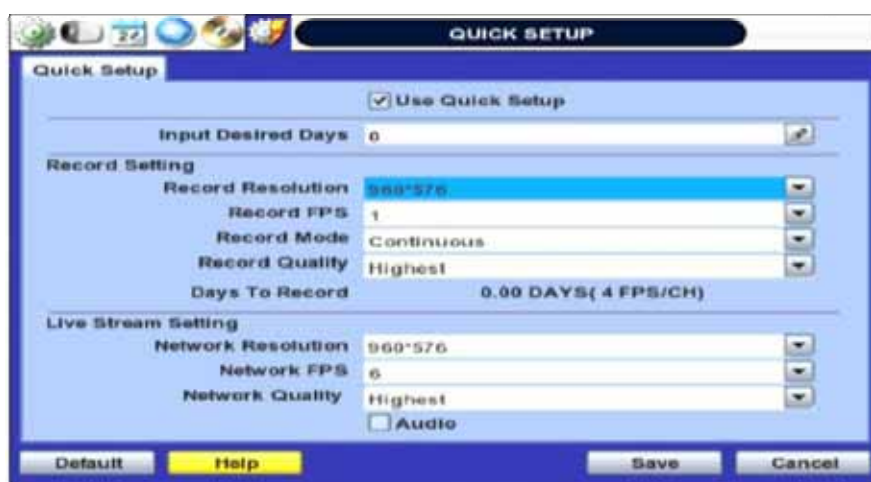 QUICK SETUP
Quick Setup
Use Quick Setup
Input Desired Days 0
Record Setting
Record Resolution 960*576
Record FPS 1
Record Mode Continuous
Record Quality Highest
Days To Record 0.00 DAYS( 4 FPS/CH)
Live Stream Setting
Network Resolution 960*576
Network FPS 6
Network Quality Highest
Audio
Default Help Save Cancel